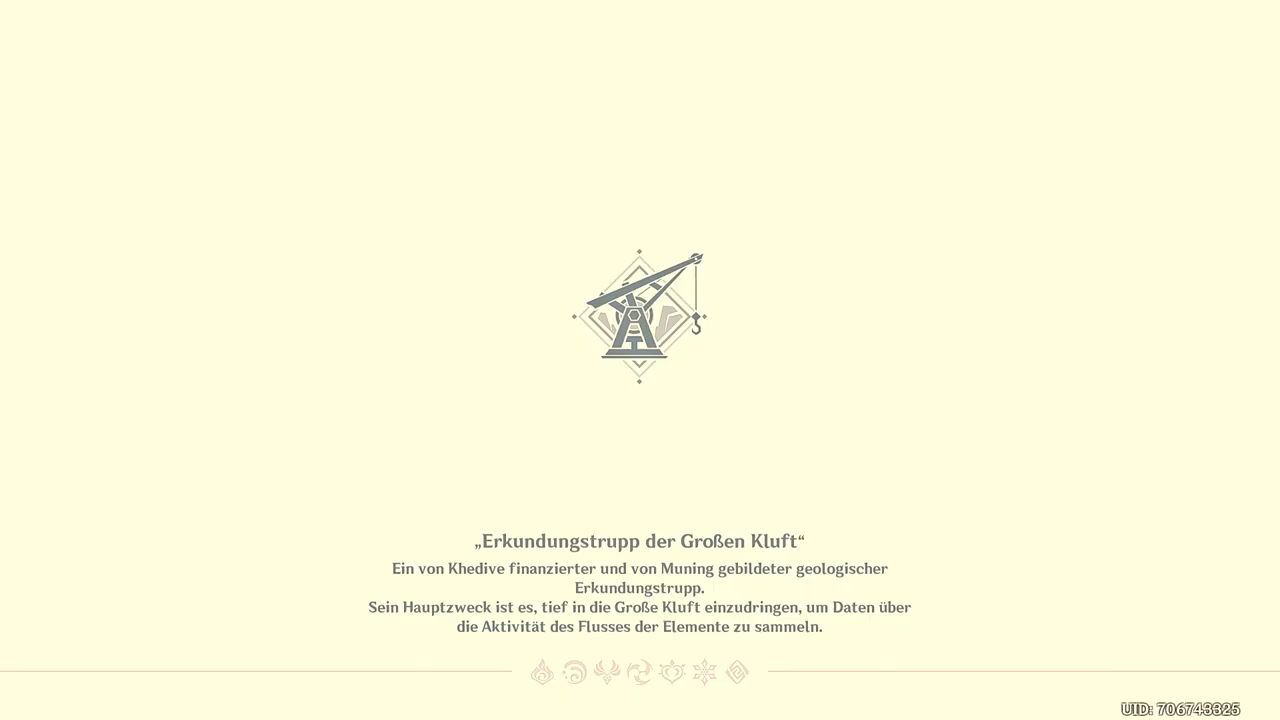 „Erkundungstrupp der Großen Kluft“
Ein von Khedive finanzierter und von Muning gebildeter geologischer
Erkundungstrupp.
Sein Hauptzweck ist es, tief in die Große Kluft einzudringen, um Daten über
die Aktivität des Flusses der Elemente zu sammeln.
UID: 706743325